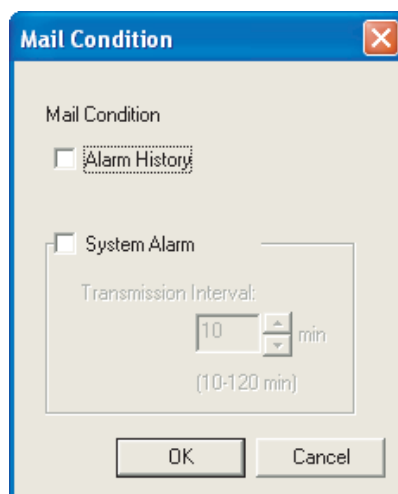 Mail Condition
Mail Condition
Alarm History
System Alarm
Transmission Interval:
10 min
(10-120 min)
OK Cancel